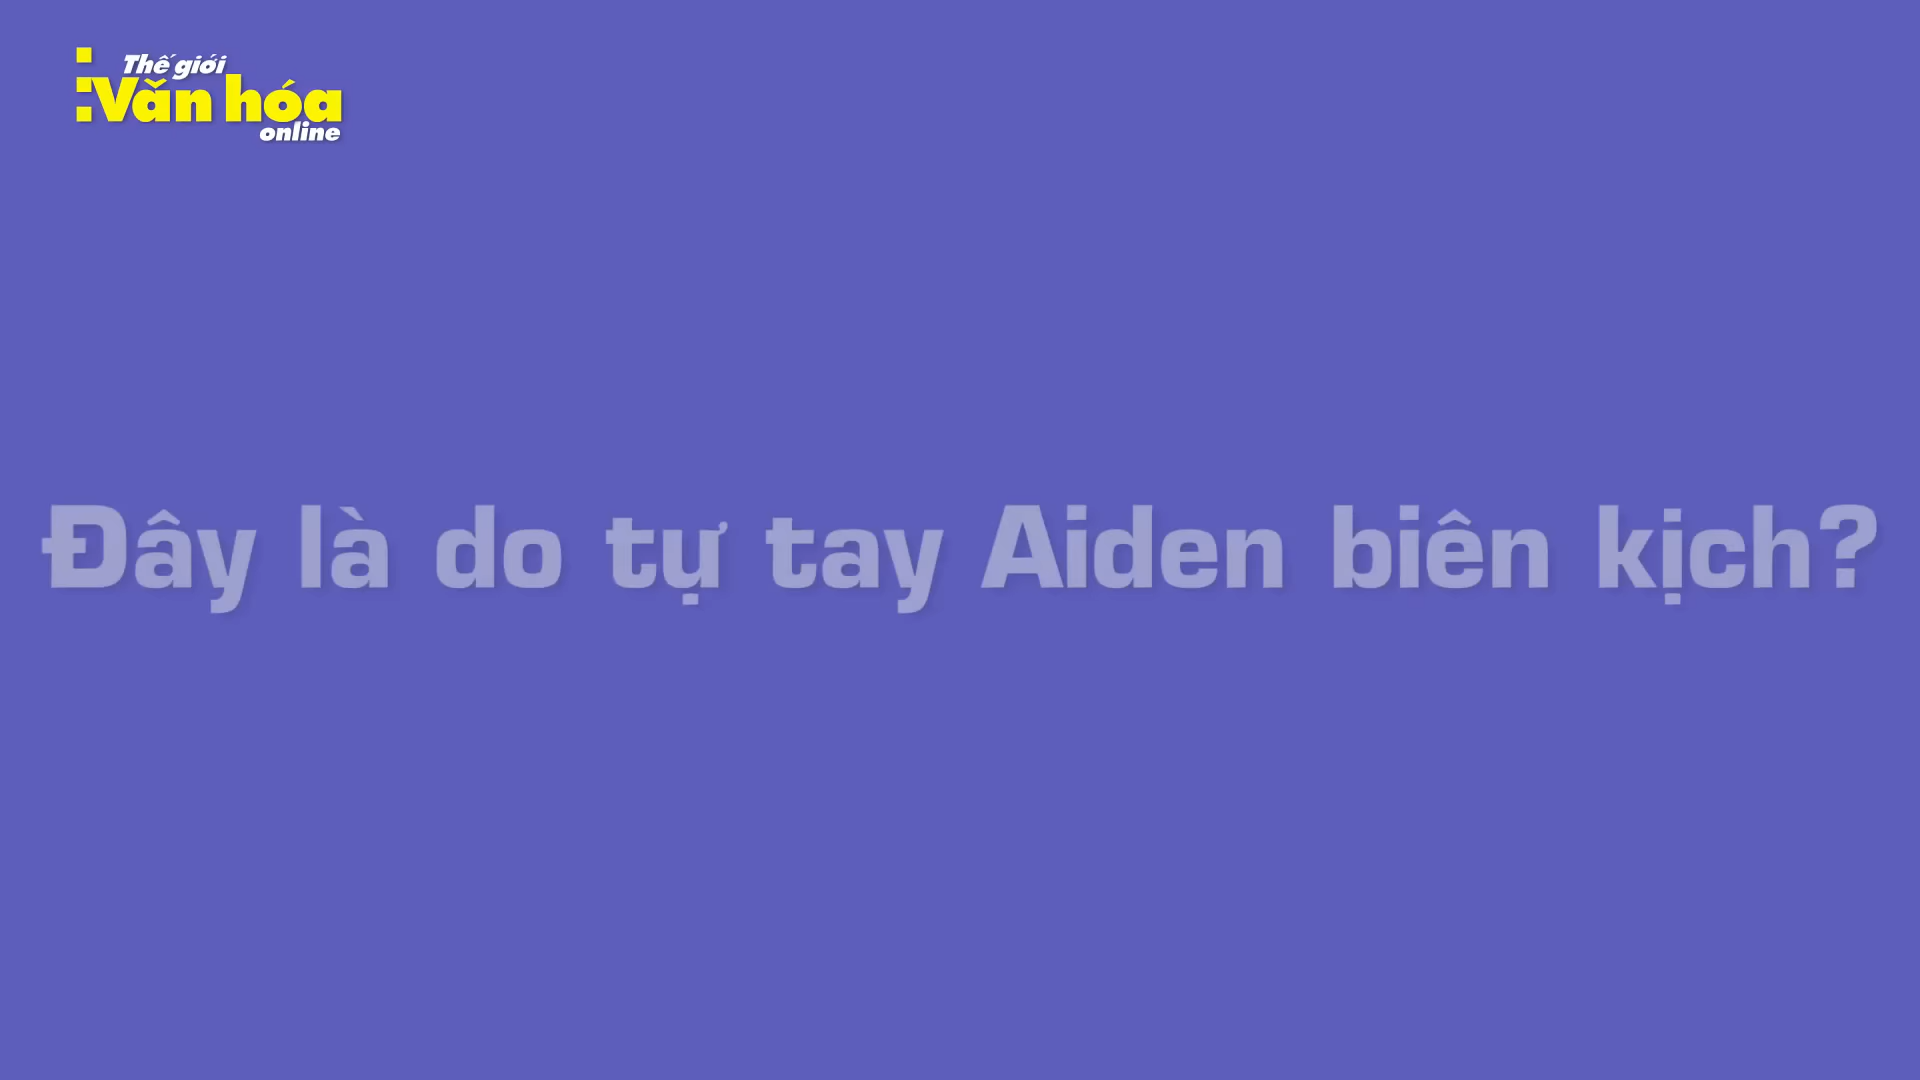 Thế giới
Văn hóa
online
Đây là do tự tay Aiden biên kịch?